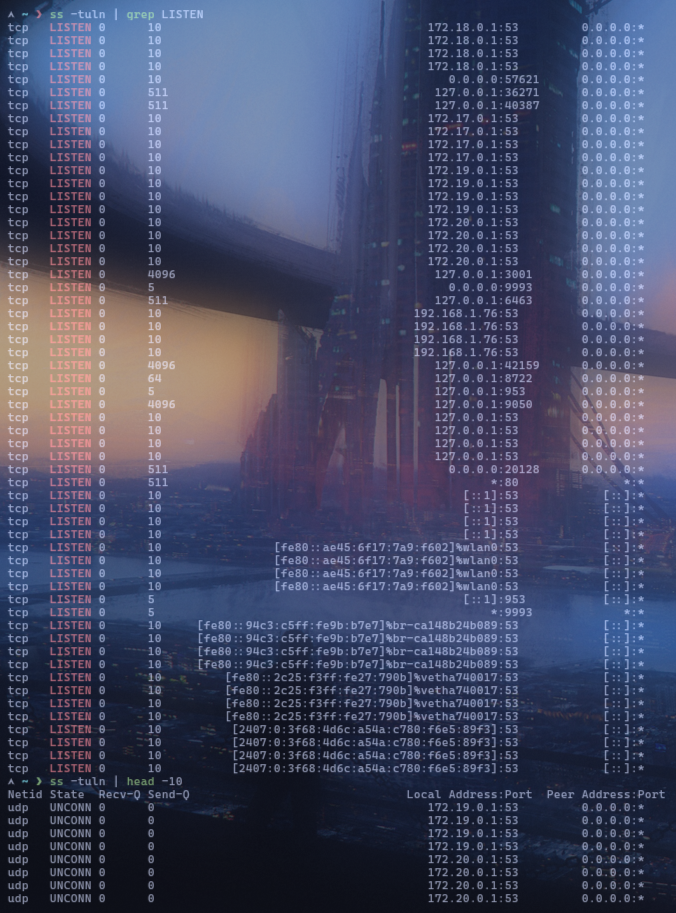 ^ ~ ❯ ss -tuln | grep LISTEN
tcp LISTEN 0 10 172.18.0.1:53 0.0.0.0:*
tcp LISTEN 0 10 172.18.0.1:53 0.0.0.0:*
tcp LISTEN 0 10 172.18.0.1:53 0.0.0.0:*
tcp LISTEN 0 10 172.18.0.1:53 0.0.0.0:*
tcp LISTEN 0 10 0.0.0.0:57621 0.0.0.0:*
tcp LISTEN 0 511 127.0.0.1:36271 0.0.0.0:*
tcp LISTEN 0 511 127.0.0.1:40387 0.0.0.0:*
tcp LISTEN 0 10 172.17.0.1:53 0.0.0.0:*
tcp LISTEN 0 10 172.17.0.1:53 0.0.0.0:*
tcp LISTEN 0 10 172.17.0.1:53 0.0.0.0:*
tcp LISTEN 0 10 172.17.0.1:53 0.0.0.0:*
tcp LISTEN 0 10 172.19.0.1:53 0.0.0.0:*
tcp LISTEN 0 10 172.19.0.1:53 0.0.0.0:*
tcp LISTEN 0 10 172.19.0.1:53 0.0.0.0:*
tcp LISTEN 0 10 172.19.0.1:53 0.0.0.0:*
tcp LISTEN 0 10 172.20.0.1:53 0.0.0.0:*
tcp LISTEN 0 10 172.20.0.1:53 0.0.0.0:*
tcp LISTEN 0 10 172.20.0.1:53 0.0.0.0:*
tcp LISTEN 0 10 172.20.0.1:53 0.0.0.0:*
tcp LISTEN 0 4096 127.0.0.1:3001 0.0.0.0:*
tcp LISTEN 0 5 0.0.0.0:9993 0.0.0.0:*
tcp LISTEN 0 511 127.0.0.1:6463 0.0.0.0:*
tcp LISTEN 0 10 192.168.1.76:53 0.0.0.0:*
tcp LISTEN 0 10 192.168.1.76:53 0.0.0.0:*
tcp LISTEN 0 10 192.168.1.76:53 0.0.0.0:*
tcp LISTEN 0 10 192.168.1.76:53 0.0.0.0:*
tcp LISTEN 0 4096 127.0.0.1:42159 0.0.0.0:*
tcp LISTEN 0 64 127.0.0.1:8722 0.0.0.0:*
tcp LISTEN 0 5 127.0.0.1:953 0.0.0.0:*
tcp LISTEN 0 4096 127.0.0.1:9050 0.0.0.0:*
tcp LISTEN 0 10 127.0.0.1:53 0.0.0.0:*
tcp LISTEN 0 10 127.0.0.1:53 0.0.0.0:*
tcp LISTEN 0 10 127.0.0.1:53 0.0.0.0:*
tcp LISTEN 0 10 127.0.0.1:53 0.0.0.0:*
tcp LISTEN 0 511 0.0.0.0:20128 0.0.0.0:*
tcp LISTEN 0 511 *:80 *:*
tcp LISTEN 0 10 [::1]:53 [::]:*
tcp LISTEN 0 10 [::1]:53 [::]:*
tcp LISTEN 0 10 [::1]:53 [::]:*
tcp LISTEN 0 10 [::1]:53 [::]:*
tcp LISTEN 0 10 [fe80::ae45:6f17:7a9:f602]%wlan0:53 [::]:*
tcp LISTEN 0 10 [fe80::ae45:6f17:7a9:f602]%wlan0:53 [::]:*
tcp LISTEN 0 10 [fe80::ae45:6f17:7a9:f602]%wlan0:53 [::]:*
tcp LISTEN 0 10 [fe80::ae45:6f17:7a9:f602]%wlan0:53 [::]:*
tcp LISTEN 0 5 [::1]:953 [::]:*
tcp LISTEN 0 5 *:9993 *:*
tcp LISTEN 0 10 [fe80::94c3:c5ff:fe9b:b7e7]%br-ca148b24b089:53 [::]:*
tcp LISTEN 0 10 [fe80::94c3:c5ff:fe9b:b7e7]%br-ca148b24b089:53 [::]:*
tcp LISTEN 0 10 [fe80::94c3:c5ff:fe9b:b7e7]%br-ca148b24b089:53 [::]:*
tcp LISTEN 0 10 [fe80::94c3:c5ff:fe9b:b7e7]%br-ca148b24b089:53 [::]:*
tcp LISTEN 0 10 [fe80::2c25:f3ff:fe27:790b]%vetha740017:53 [::]:*
tcp LISTEN 0 10 [fe80::2c25:f3ff:fe27:790b]%vetha740017:53 [::]:*
tcp LISTEN 0 10 [fe80::2c25:f3ff:fe27:790b]%vetha740017:53 [::]:*
tcp LISTEN 0 10 [fe80::2c25:f3ff:fe27:790b]%vetha740017:53 [::]:*
tcp LISTEN 0 10 [2407:0:3f68:4d6c:a54a:c780:f6e5:89f3]:53 [::]:*
tcp LISTEN 0 10 [2407:0:3f68:4d6c:a54a:c780:f6e5:89f3]:53 [::]:*
tcp LISTEN 0 10 [2407:0:3f68:4d6c:a54a:c780:f6e5:89f3]:53 [::]:*
tcp LISTEN 0 10 [2407:0:3f68:4d6c:a54a:c780:f6e5:89f3]:53 [::]:*
^ ~ ❯ ss -tuln | head -10
Netid State Recv-Q Send-Q Local Address:Port Peer Address:Port
udp UNCONN 0 0 172.19.0.1:53 0.0.0.0:*
udp UNCONN 0 0 172.19.0.1:53 0.0.0.0:*
udp UNCONN 0 0 172.19.0.1:53 0.0.0.0:*
udp UNCONN 0 0 172.20.0.1:53 0.0.0.0:*
udp UNCONN 0 0 172.20.0.1:53 0.0.0.0:*
udp UNCONN 0 0 172.20.0.1:53 0.0.0.0:*
udp UNCONN 0 0 172.20.0.1:53 0.0.0.0:*
udp UNCONN 0 0 172.20.0.1:53 0.0.0.0:*